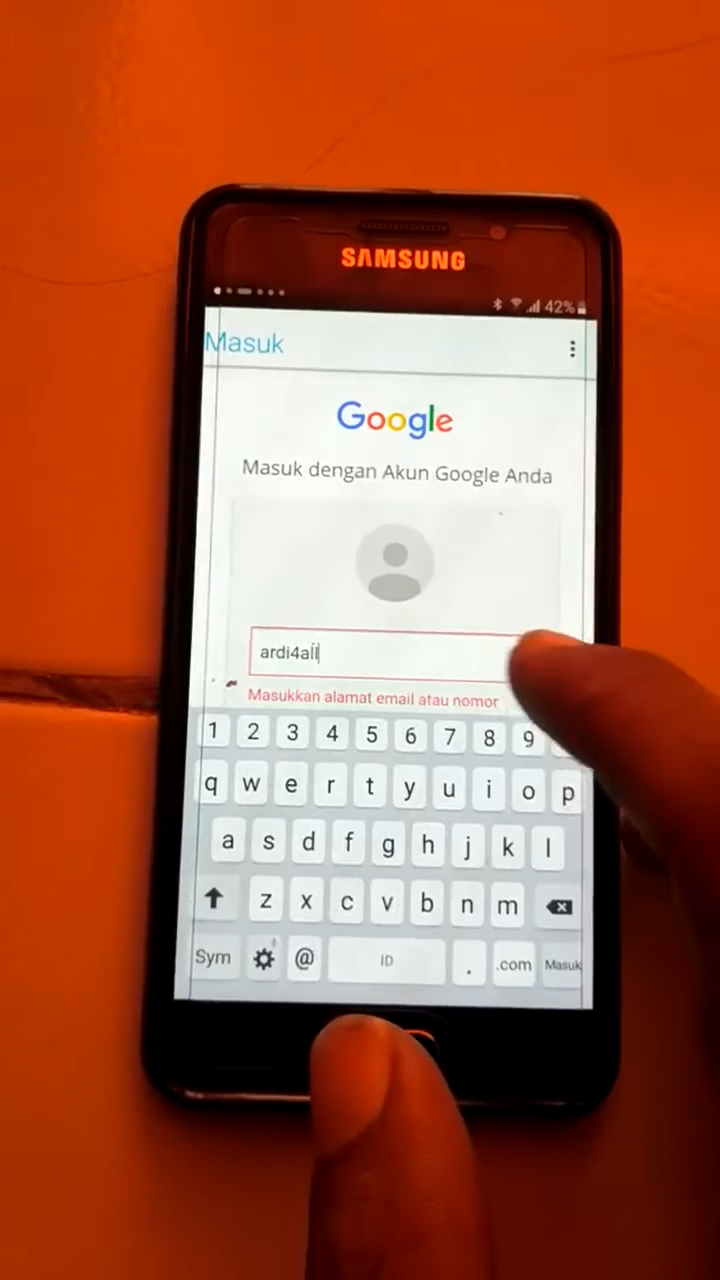 SAMSUNG
42%
Masuk
Google
Masuk dengan Akun Google Anda
Masukkan alamat email atau nomor
1 2 3 4 5 6 7 8 9
q w e r t y u i o p
a s d f g h j k l
z x c v b n m
Sym @ ID . .com Masuk